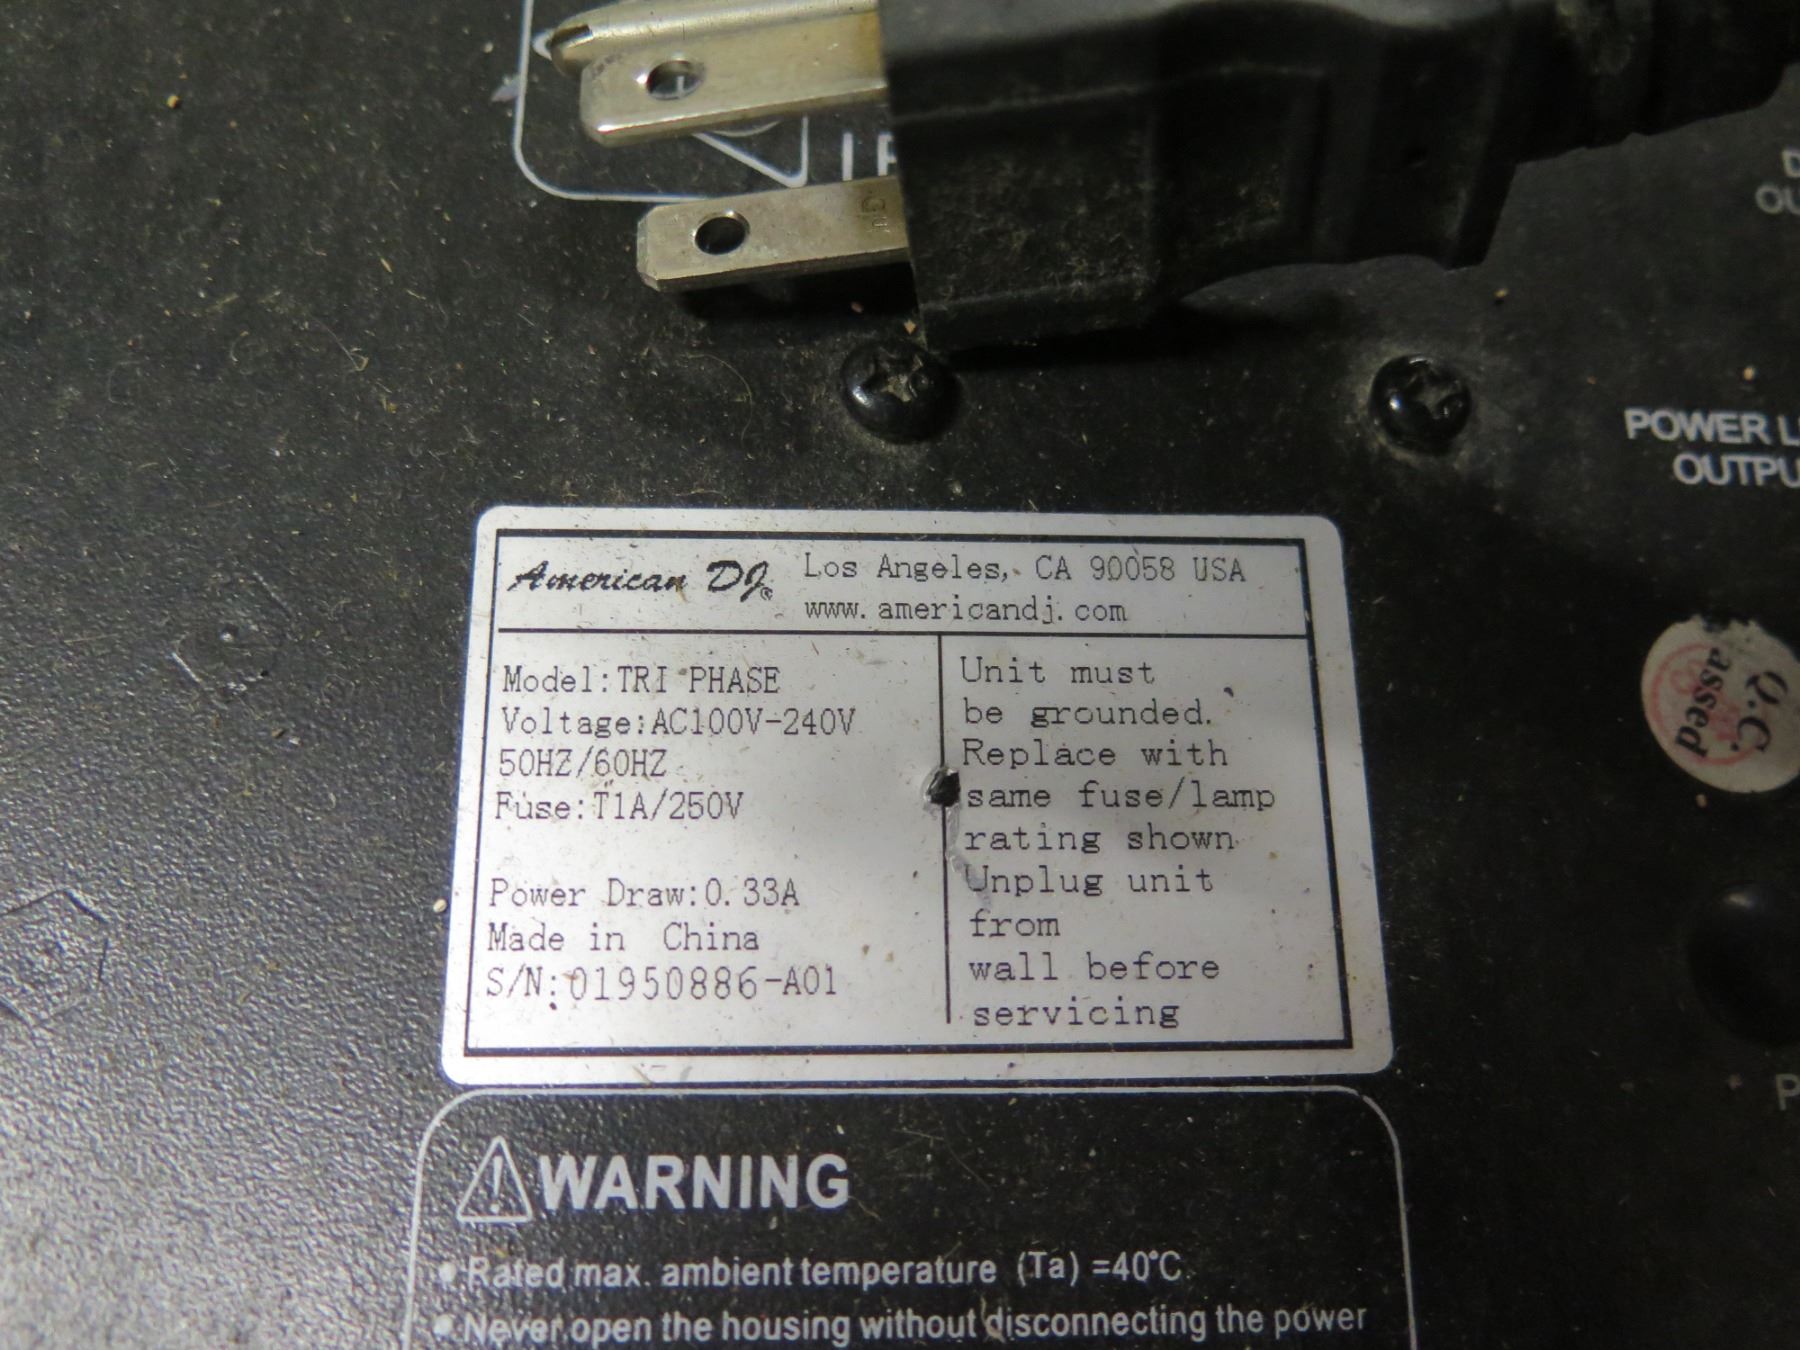 IP
D
OU
POWER L
OUTPU
American DJ®
Los Angeles, CA 90058 USA
www.americandj.com
Model:TRI PHASE
Voltage:AC100V-240V
50HZ/60HZ
Fuse:T1A/250V
Power Draw:0.33A
Made in China
S/N:01950886-A01
Unit must
be grounded.
Replace with
same fuse/lamp
rating shown
Unplug unit
from
wall before
servicing
Q.C.
assed
P
WARNING
• Rated max. ambient temperature (Ta) =40°C
• Never open the housing without disconnecting the power